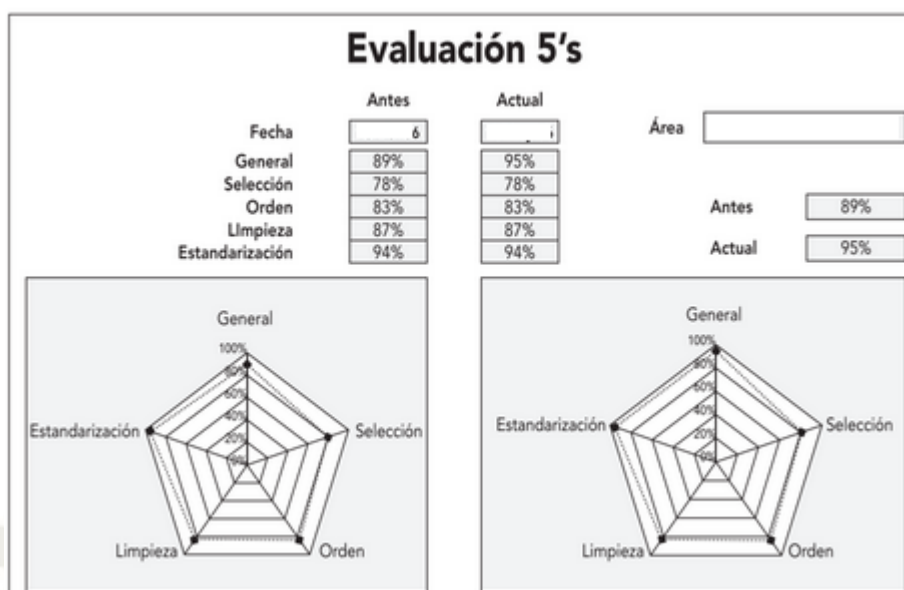 Evaluación 5's
Antes Actual
Fecha 6 Área
General 89% 95%
Selección 78% 78%
Orden 83% 83% Antes 89%
LImpieza 87% 87%
Estandarización 94% 94% Actual 95%
General
100%
80%
60%
40%
20%
0%
Estandarización
Selección
Limpieza
Orden
General
100%
80%
60%
40%
20%
0%
Estandarización
Selección
Limpieza
Orden